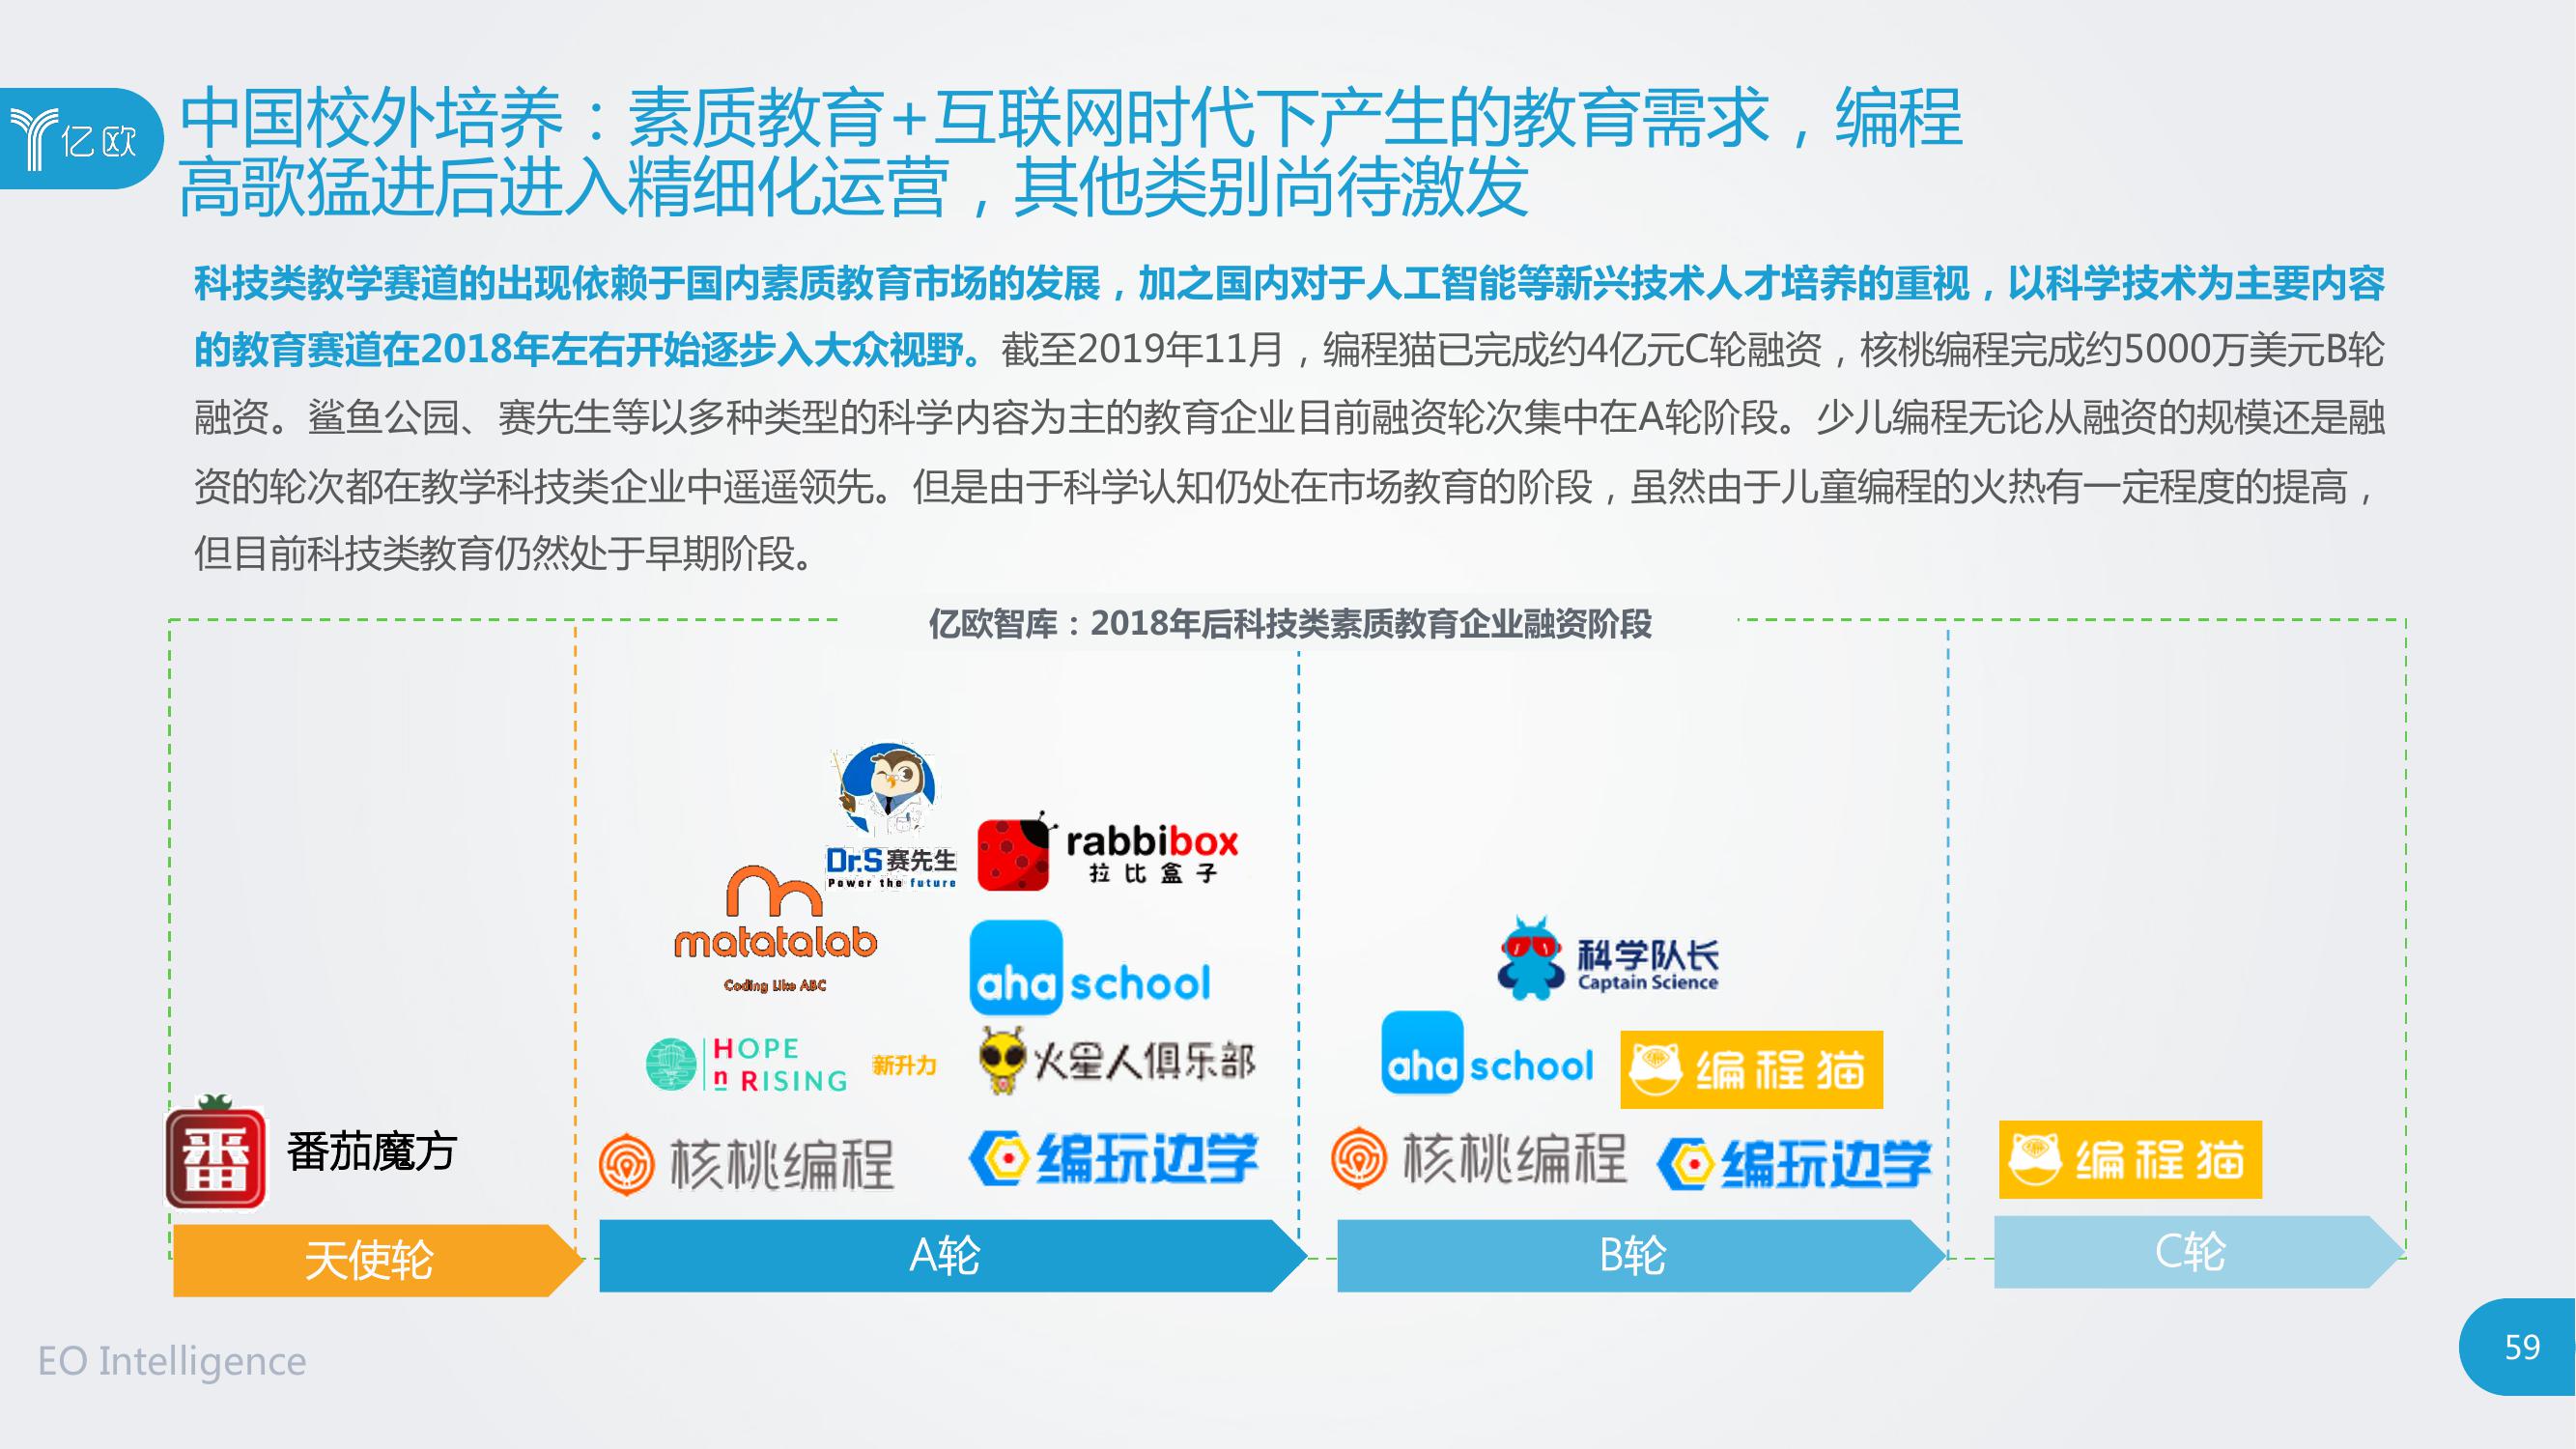 亿欧
中国校外培养：素质教育+互联网时代下产生的教育需求，编程
高歌猛进后进入精细化运营，其他类别尚待激发
科技类教学赛道的出现依赖于国内素质教育市场的发展，加之国内对于人工智能等新兴技术人才培养的重视，以科学技术为主要内容
的教育赛道在2018年左右开始逐步入大众视野。截至2019年11月，编程猫已完成约4亿元C轮融资，核桃编程完成约5000万美元B轮
融资。鲨鱼公园、赛先生等以多种类型的科学内容为主的教育企业目前融资轮次集中在A轮阶段。少儿编程无论从融资的规模还是融
资的轮次都在教学科技类企业中遥遥领先。但是由于科学认知仍处在市场教育的阶段，虽然由于儿童编程的火热有一定程度的提高，
但目前科技类教育仍然处于早期阶段。
亿欧智库：2018年后科技类素质教育企业融资阶段
番 番茄魔方
天使轮
Dr.S 赛先生
Power the future
rabbibox
拉比盒子
matatalab
Coding Like ABC
aha school
HOPE
n RISING
新升力
火星人俱乐部
核桃编程
编玩边学
A轮
科学队长
Captain Science
aha school
编程猫
核桃编程
编玩边学
B轮
编程猫
C轮
EO Intelligence
59